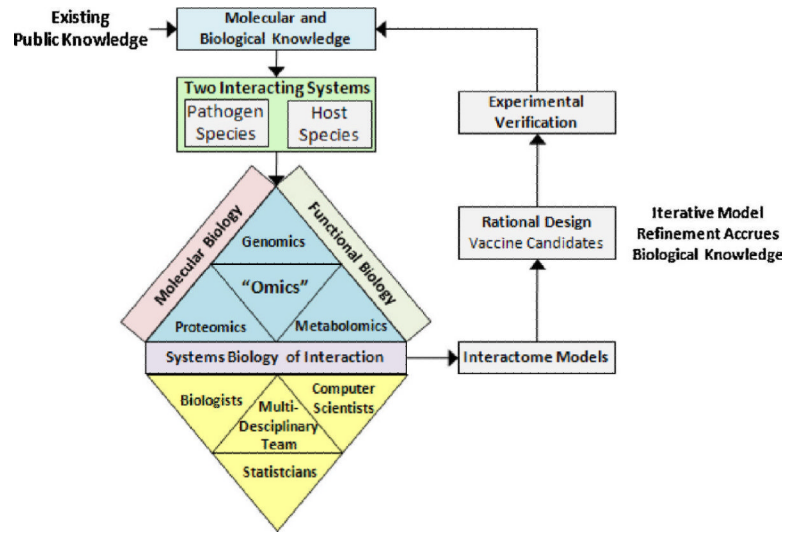 Existing
Public Knowledge
Molecular and
Biological Knowledge
Two Interacting Systems
Pathogen
Species
Host
Species
Molecular Biology
Functional Biology
Genomics
"Omics"
Proteomics
Metabolomics
Systems Biology of Interaction
Biologists
Computer
Scientists
Multi-
Desciplinary
Team
Statistcians
Interactome Models
Rational Design
Vaccine Candidates
Experimental
Verification
Iterative Model
Refinement Accrues
Biological Knowledge